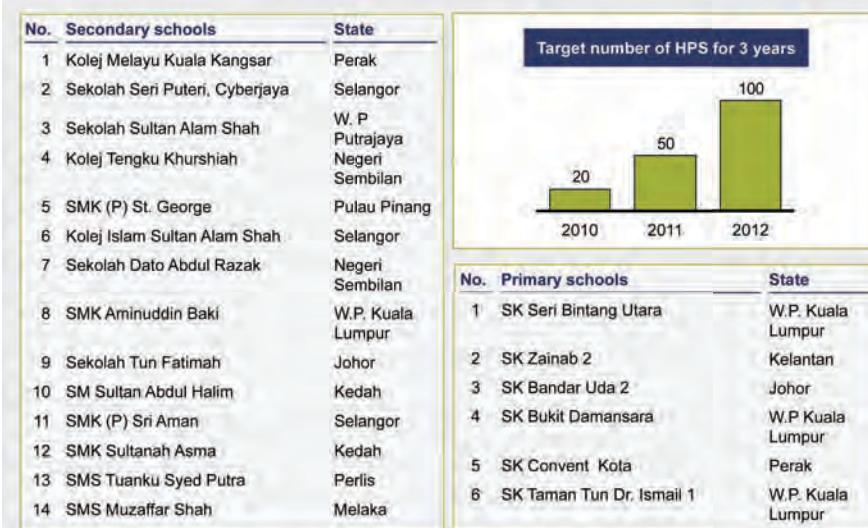 No. Secondary schools State
1 Kolej Melayu Kuala Kangsar Perak
2 Sekolah Seri Puteri, Cyberjaya Selangor
3 Sekolah Sultan Alam Shah W. P
Putrajaya
4 Kolej Tengku Khurshiah Negeri
Sembilan
5 SMK (P) St. George Pulau Pinang
6 Kolej Islam Sultan Alam Shah Selangor
7 Sekolah Dato Abdul Razak Negeri
Sembilan
8 SMK Aminuddin Baki W.P. Kuala
Lumpur
9 Sekolah Tun Fatimah Johor
10 SM Sultan Abdul Halim Kedah
11 SMK (P) Sri Aman Selangor
12 SMK Sultanah Asma Kedah
13 SMS Tuanku Syed Putra Perlis
14 SMS Muzaffar Shah Melaka
Target number of HPS for 3 years
100
50
20
2010 2011 2012
No. Primary schools State
1 SK Seri Bintang Utara W.P. Kuala
Lumpur
2 SK Zainab 2 Kelantan
3 SK Bandar Uda 2 Johor
4 SK Bukit Damansara W.P Kuala
Lumpur
5 SK Convent Kota Perak
6 SK Taman Tun Dr. Ismail 1 W.P. Kuala
Lumpur